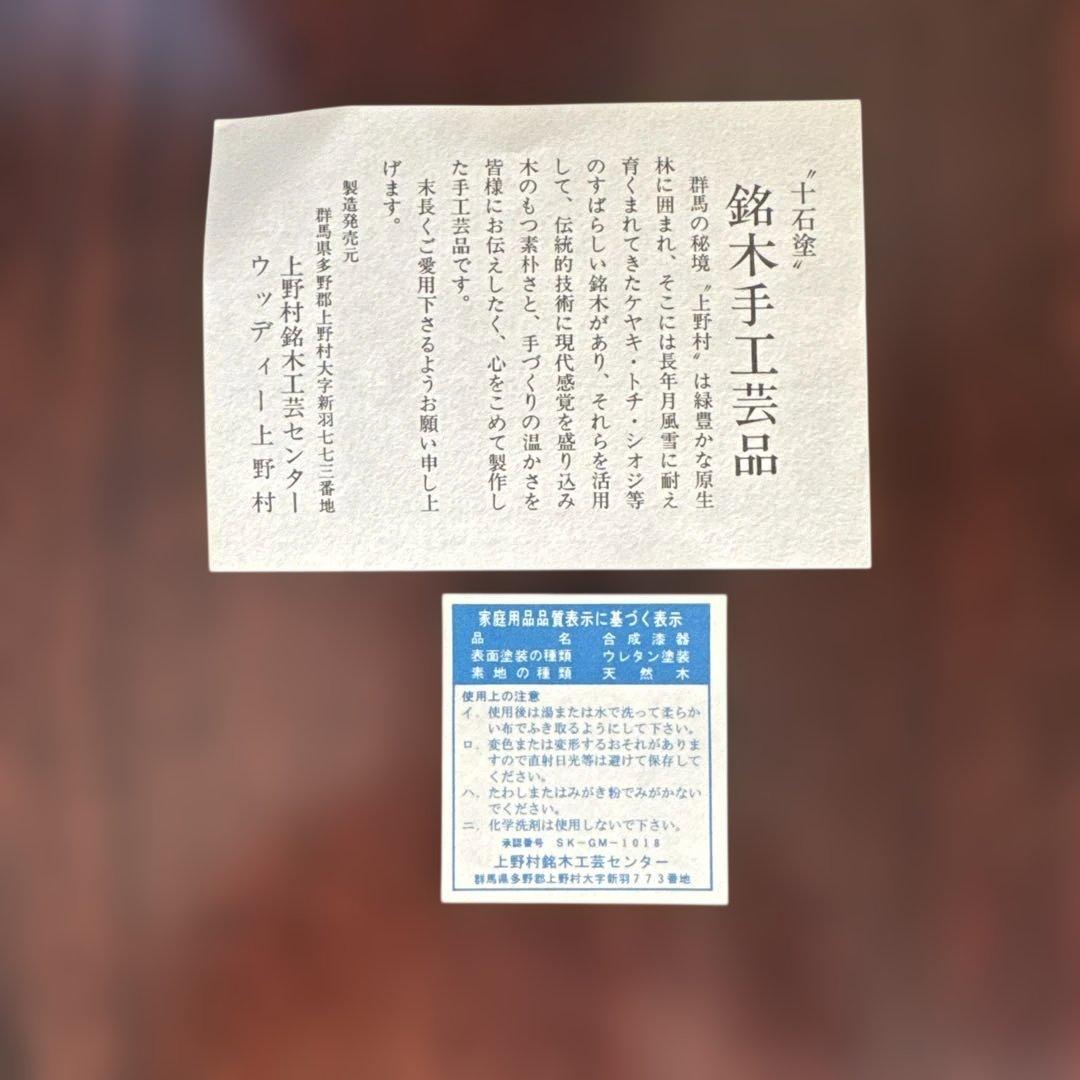 〝十石塗〟
銘木手工芸品
群馬の秘境〝上野村〟は緑豊かな原生
林に囲まれ、そこには長年月風雪に耐え
育くまれてきたケヤキ・トチ・シオジ等
のすばらしい銘木があり、それらを活用
して、伝統的技術に現代感覚を盛り込み
木のもつ素朴さと、手づくりの温かさを
皆様にお伝えしたく、心をこめて製作し
た手工芸品です。
末長くご愛用下さるようお願い申し上
げます。
製造発売元
群馬県多野郡上野村大字新羽七七三番地
上野村銘木工芸センター
ウッディー上野村
家庭用品品質表示に基づく表示
品名 合成漆器
表面塗装の種類 ウレタン塗装
素地の種類 天然木
使用上の注意
イ. 使用後は湯または水で洗って柔らか
い布でふき取るようにして下さい。
ロ. 変色または変形するおそれがありま
すので直射日光等は避けて保存して
ください。
ハ. たわしまたはみがき粉でみがかない
でください。
ニ. 化学洗剤は使用しないで下さい。
承認番号 SK-GM-1018
上野村銘木工芸センター
群馬県多野郡上野村大字新羽773番地